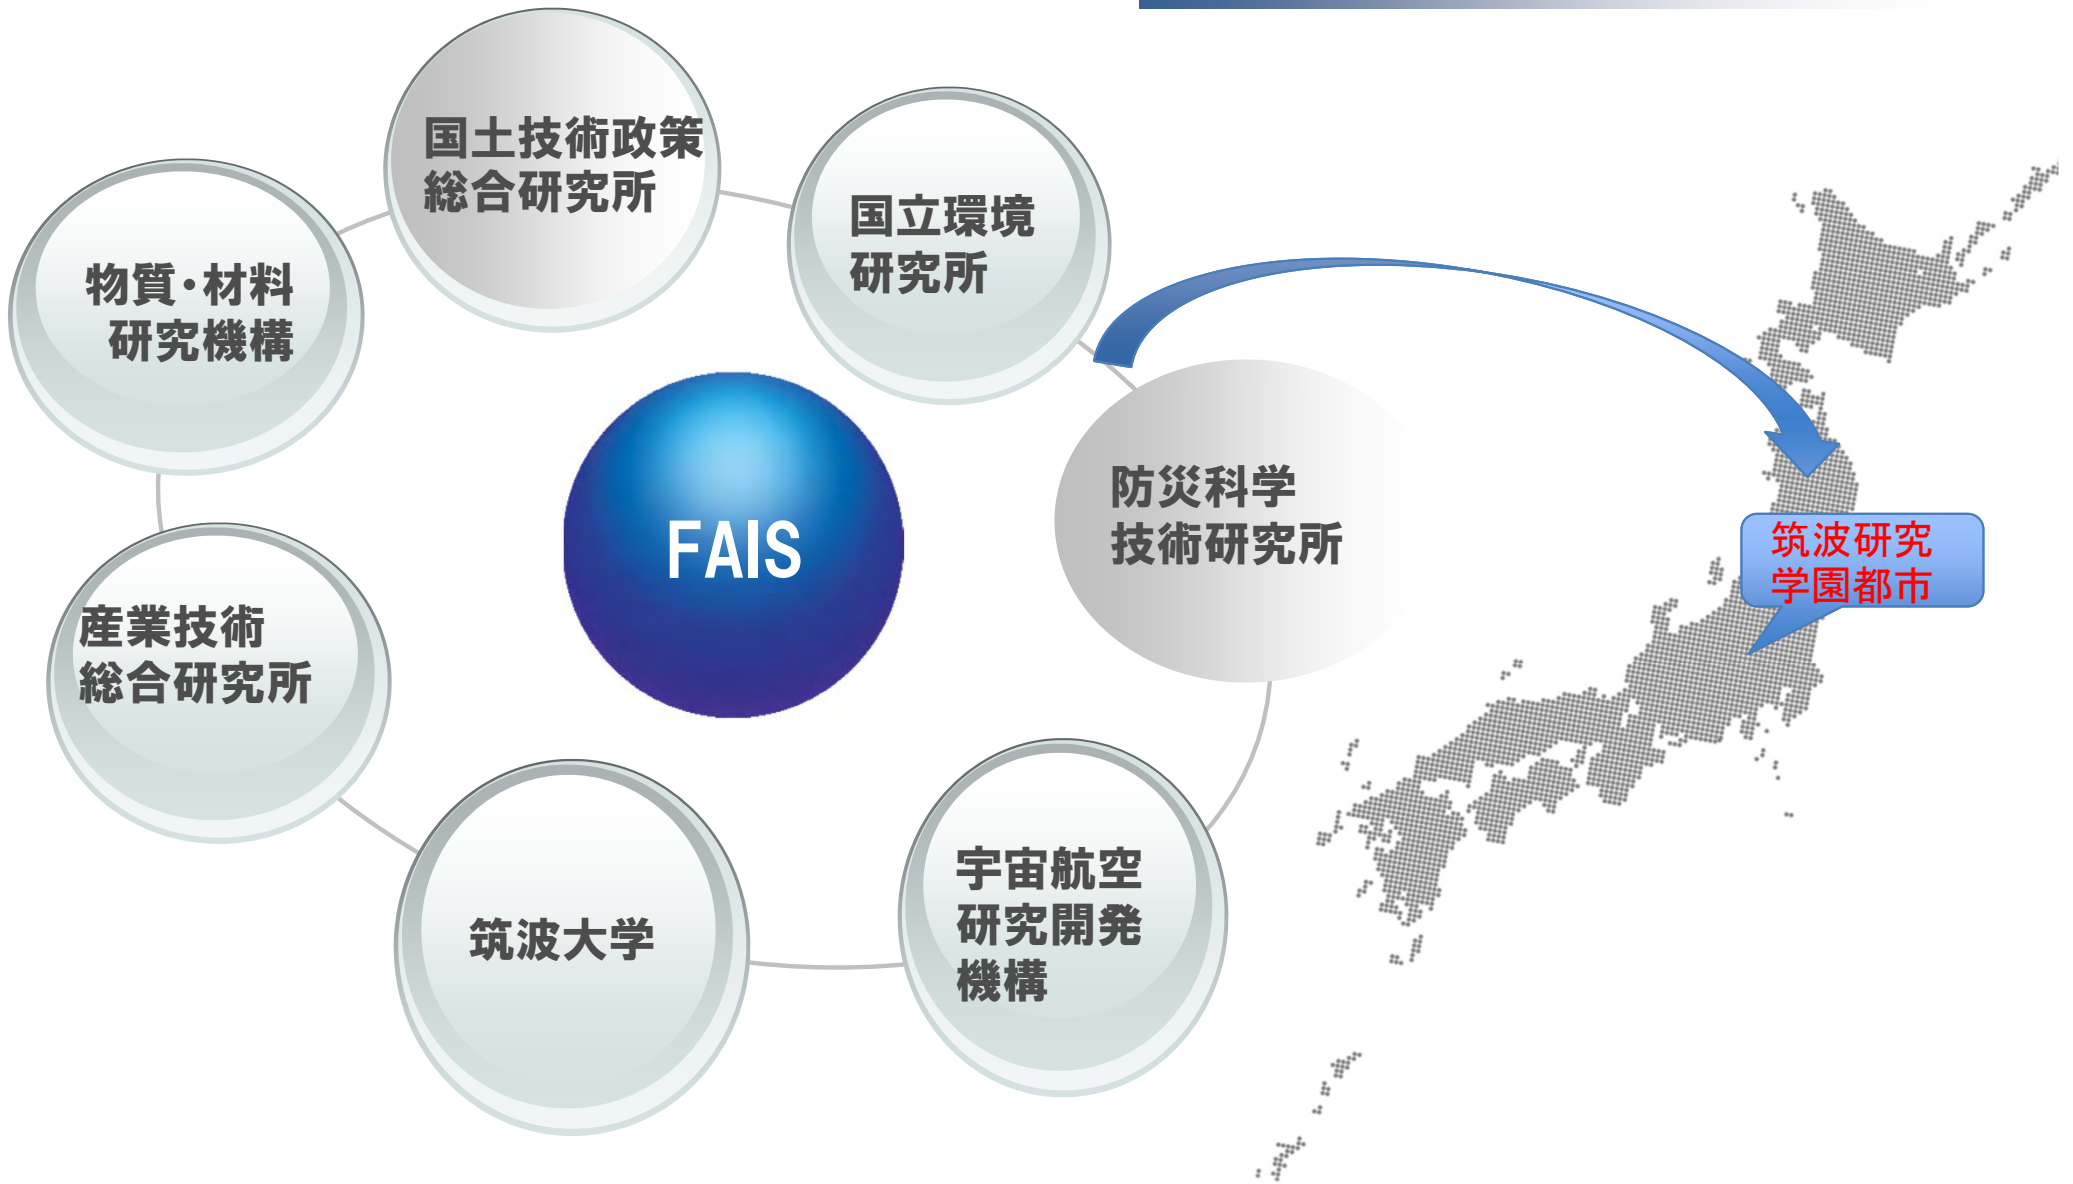 国土技術政策
総合研究所
国立環境
研究所
物質・材料
研究機構
防災科学
技術研究所
FAIS
筑波研究
学園都市
産業技術
総合研究所
宇宙航空
研究開発
機構
筑波大学